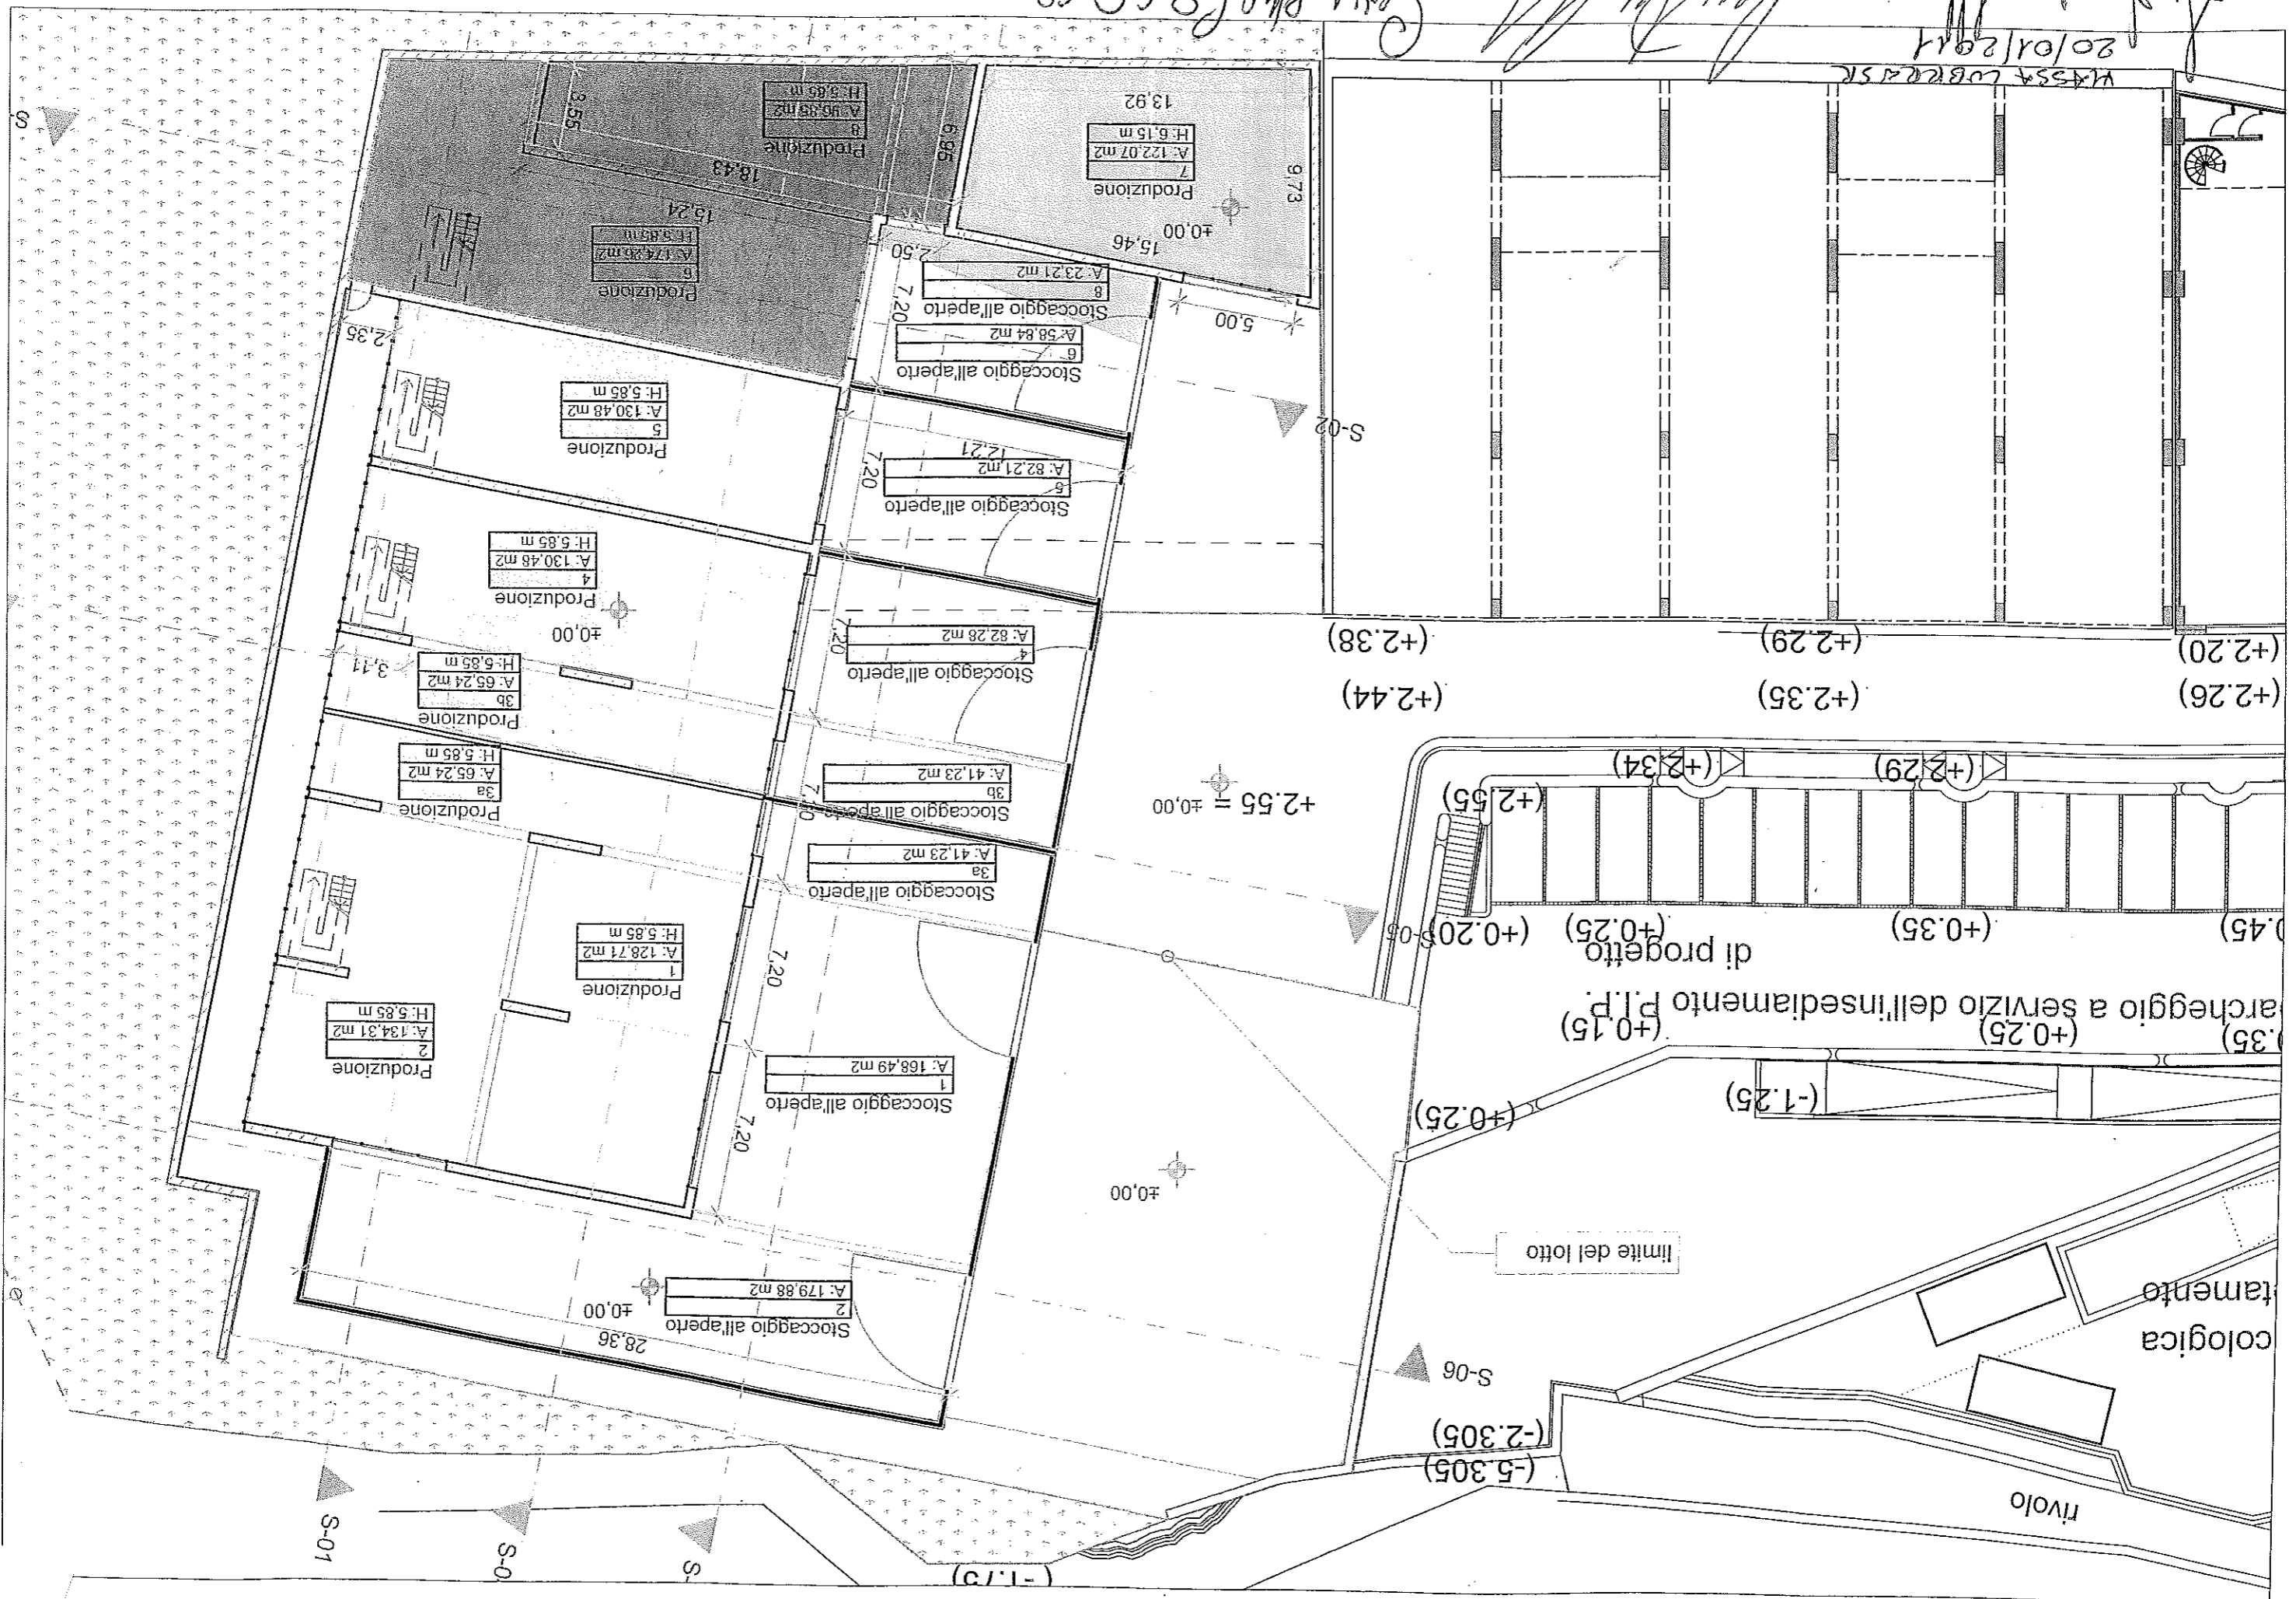 (-1.75)
S-01
rivolo
(-5.305)
(-2.305)
S-06
cologica
tamento
28,36
±0,00
Stoccaggio all'aperto
2
A: 179,88 m2
limite del lotto
±0,00
7,20
(-1.25)
(+0.25)
Stoccaggio all'aperto
1
A: 168,49 m2
Produzione
2
A: 134,31 m2
H: 5,85 m
(+0.25)
(+0.15)
archeggio a servizio dell'insediamento P.I.P.
di progetto
7,20
Produzione
1
A: 128,71 m2
H: 5,85 m
(+0.35)
(+0.25)
(+0.20)
Stoccaggio all'aperto
3a
A: 41,23 m2
+2.55 = ±0,00
(+2.55)
(+2.29)
(+2.34)
Stoccaggio all'aperto
3b
A: 41,23 m2
Produzione
3a
A: 65,24 m2
H: 5,85 m
(+2.26)
(+2.35)
(+2.44)
(+2.20)
(+2.29)
(+2.38)
Produzione
3b
A: 65,24 m2
H: 5,85 m
3,11
Stoccaggio all'aperto
4
A: 82,28 m2
7,20
±0,00
Produzione
4
A: 130,48 m2
H: 5,85 m
Stoccaggio all'aperto
5
A: 82,21 m2
12,21
7,20
S-02
Produzione
5
A: 130,48 m2
H: 5,85 m
Stoccaggio all'aperto
6
A: 58,84 m2
2,35
5,00
Stoccaggio all'aperto
8
A: 23,21 m2
7,20
2,50
Produzione
6
A: 174,26 m2
H: 5,85 m
15,24
15,46
±0,00
18,43
9,73
Produzione
7
A: 122,07 m2
H: 6,15 m
13,92
6,95
Produzione
8
A: 96,85 m2
H: 5,85 m
3,55
MASSA LUBRENSE
20/01/2011